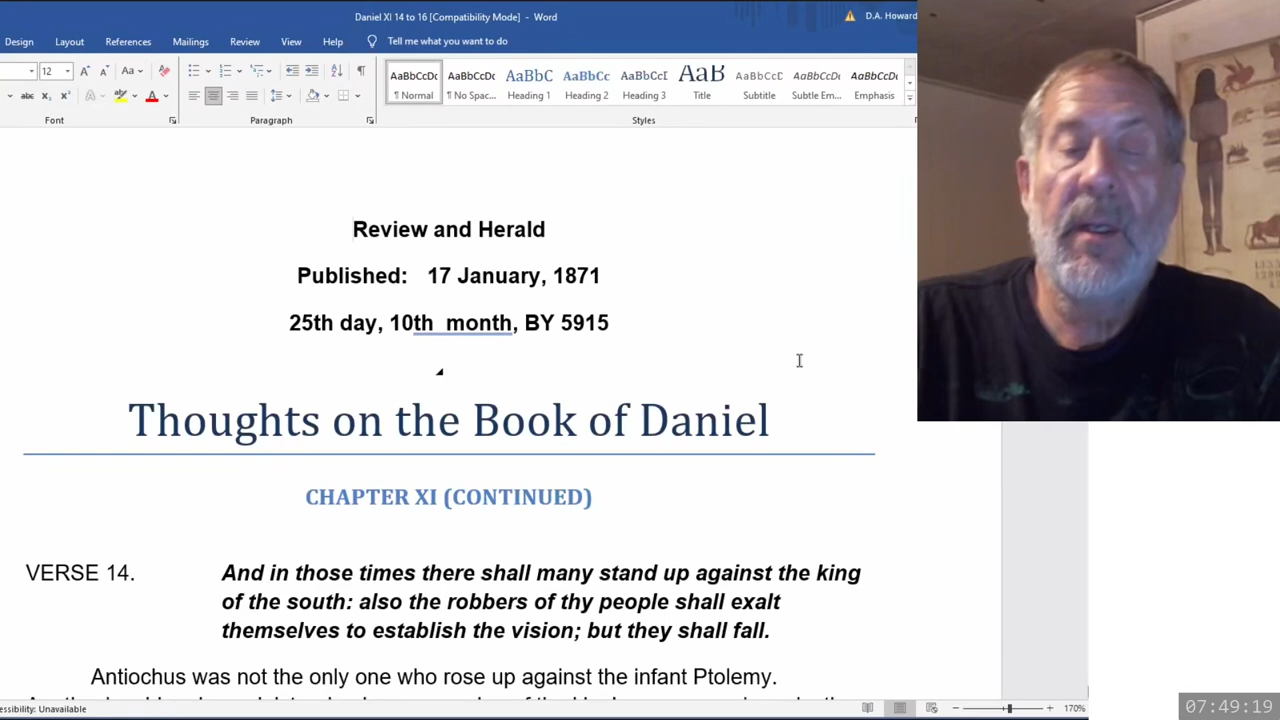 Daniel XI 14 to 16 [Compatibility Mode] - Word
D.A. Howard
Design Layout References Mailings Review View Help Tell me what you want to do
12 Aa
AaBbCcDc AaBbCcDc AaBbC AaBbCc AaBbCcI AaB AaBbCcD AaBbCcDc AaBbCcDc
¶ Normal ¶ No Spac... Heading 1 Heading 2 Heading 3 Title Subtitle Subtle Em... Emphasis
Font Paragraph Styles
Review and Herald
Published: 17 January, 1871
25th day, 10th month, BY 5915
Thoughts on the Book of Daniel
CHAPTER XI (CONTINUED)
VERSE 14. And in those times there shall many stand up against the king
of the south: also the robbers of thy people shall exalt
themselves to establish the vision; but they shall fall.
Antiochus was not the only one who rose up against the infant Ptolemy.
essibility: Unavailable
170%
07:49:19